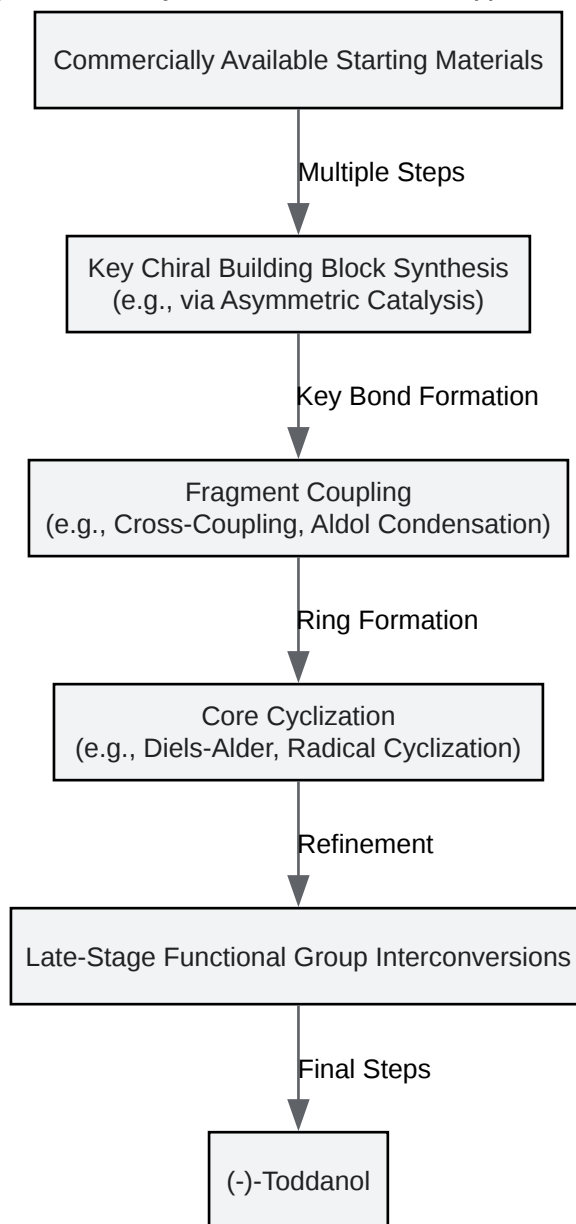 Commercially Available Starting Materials
Multiple Steps
Key Chiral Building Block Synthesis
(e.g., via Asymmetric Catalysis)
Key Bond Formation
Fragment Coupling
(e.g., Cross-Coupling, Aldol Condensation)
Ring Formation
Core Cyclization
(e.g., Diels-Alder, Radical Cyclization)
Refinement
Late-Stage Functional Group Interconversions
Final Steps
(-)-Toddanol